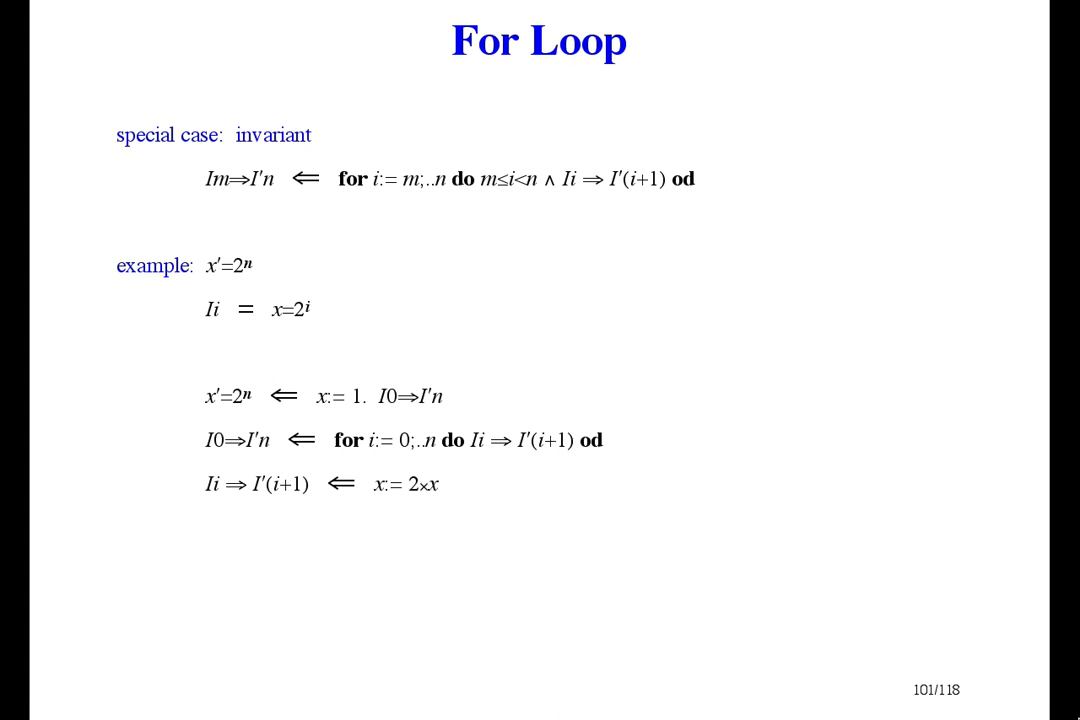 For Loop
special case: invariant
Im⇒I′n ⇐ for i:= m;..n do m≤i<n ∧ Ii ⇒ I′(i+1) od
example: x′=2ⁿ
Ii = x=2ⁱ
x′=2ⁿ ⇐ x:= 1. I0⇒I′n
I0⇒I′n ⇐ for i:= 0;..n do Ii ⇒ I′(i+1) od
Ii ⇒ I′(i+1) ⇐ x:= 2×x
101/118